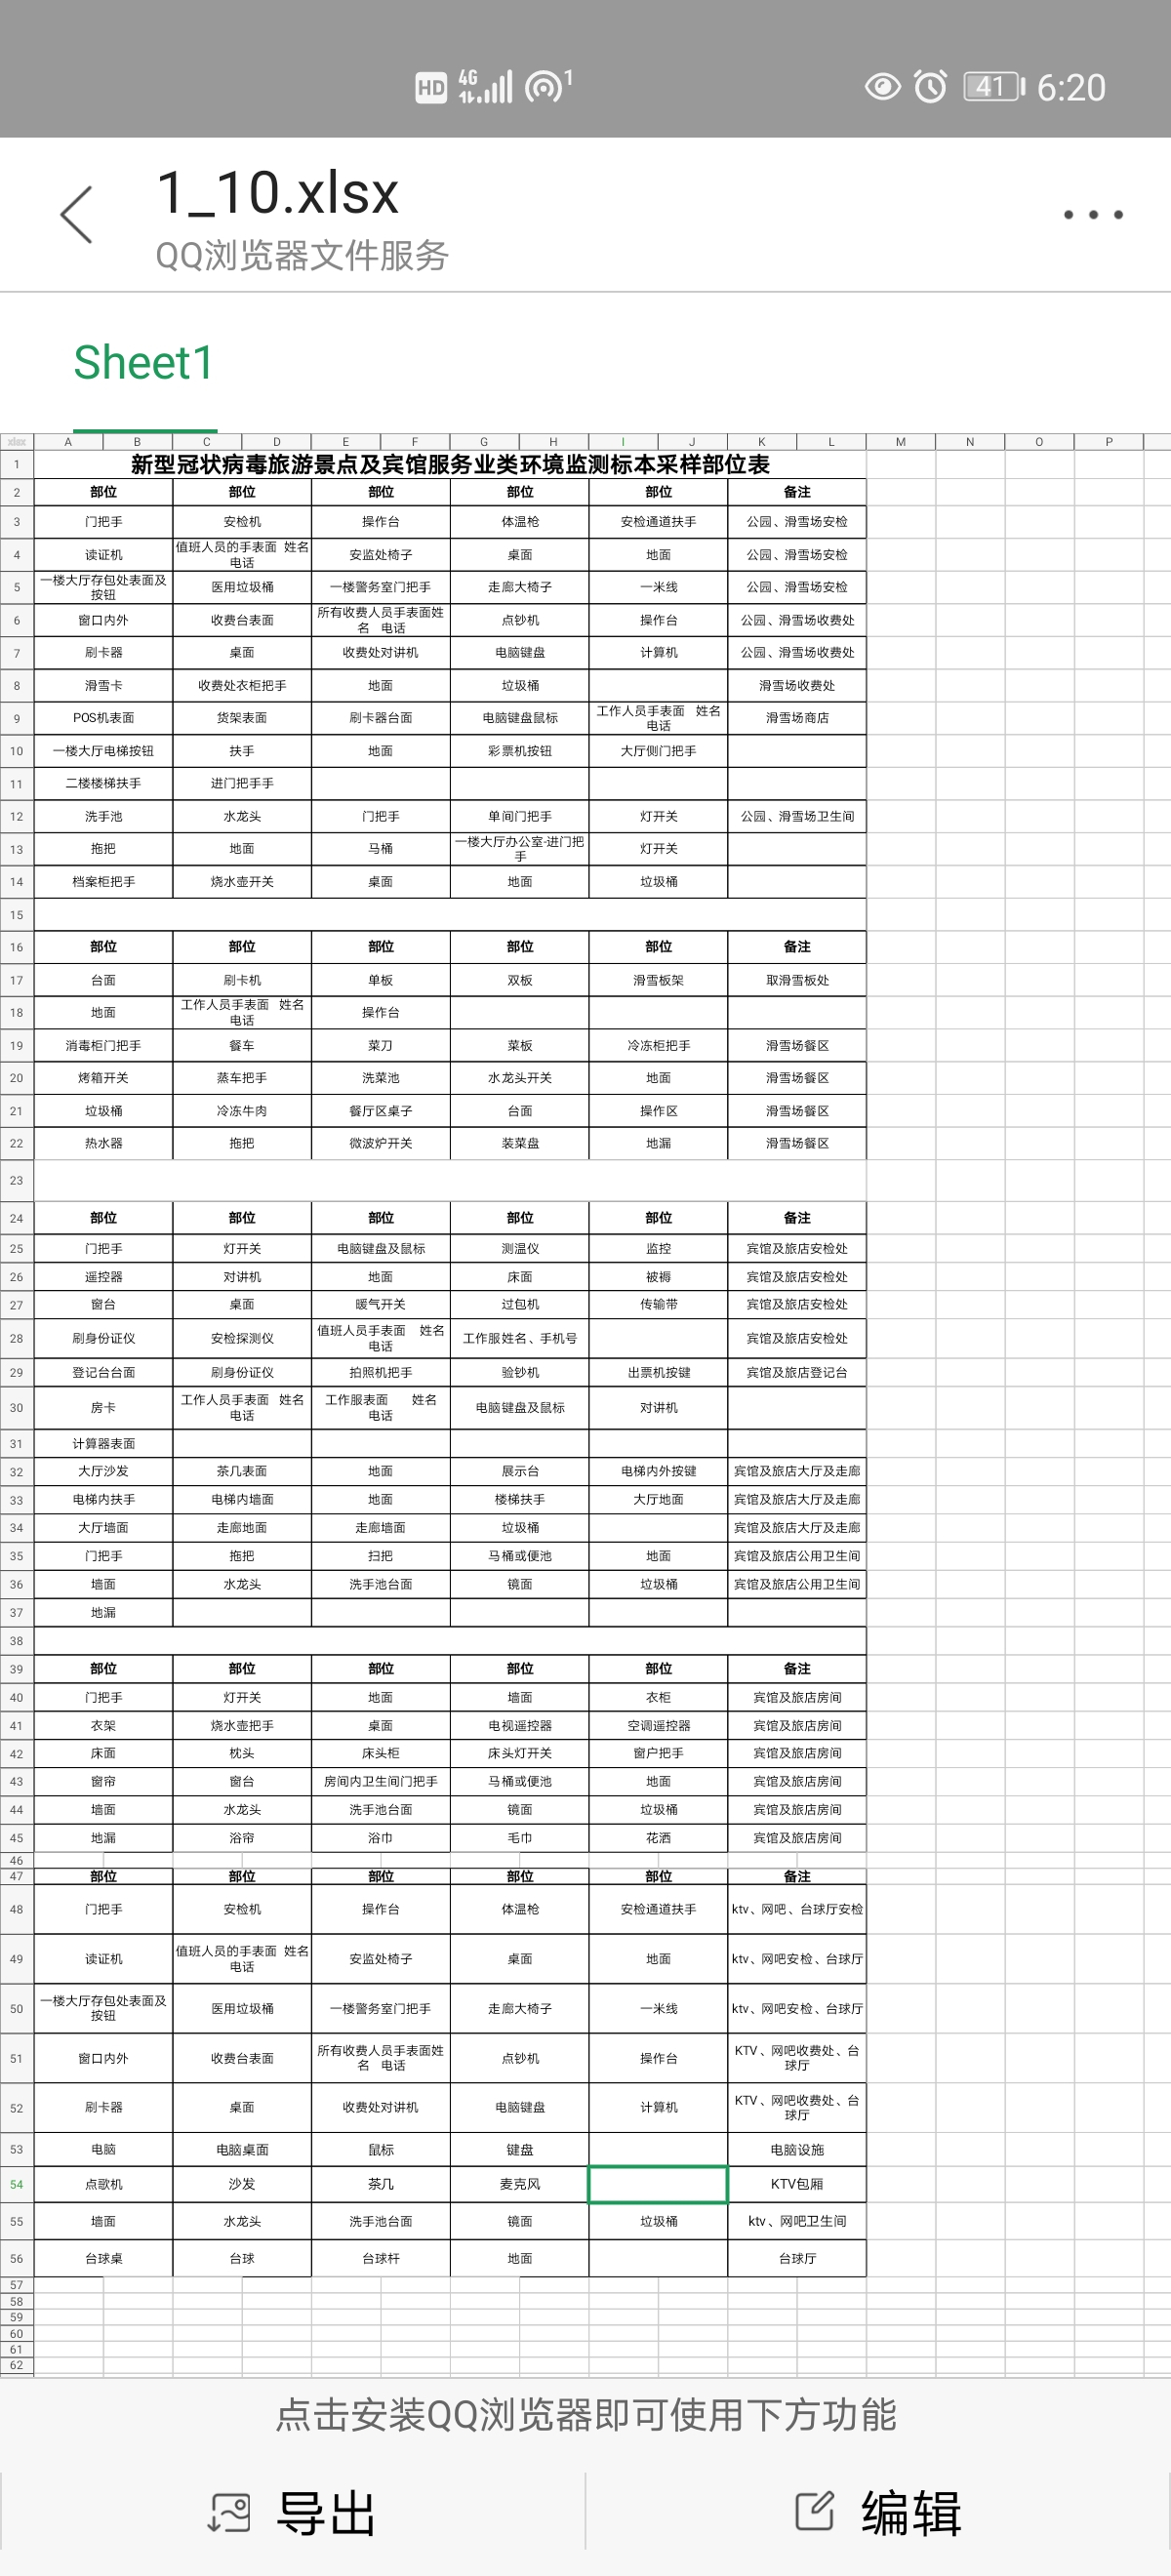 HD 4G 1 41 6:20
1_10.xlsx
QQ浏览器文件服务
Sheet1
xlsx A B C D E F G H I J K L M N O P
1 新型冠状病毒旅游景点及宾馆服务业类环境监测标本采样部位表
2 部位 部位 部位 部位 部位 备注
3 门把手 安检机 操作台 体温枪 安检通道扶手 公园、滑雪场安检
4 读证机 值班人员的手表面 姓名 电话 安监处椅子 桌面 地面 公园、滑雪场安检
5 一楼大厅存包处表面及按钮 医用垃圾桶 一楼警务室门把手 走廊大椅子 一米线 公园、滑雪场安检
6 窗口内外 收费台表面 所有收费人员手表面姓名 电话 点钞机 操作台 公园、滑雪场收费处
7 刷卡器 桌面 收费处对讲机 电脑键盘 计算机 公园、滑雪场收费处
8 滑雪卡 收费处衣柜把手 地面 垃圾桶 滑雪场收费处
9 POS机表面 货架表面 刷卡器台面 电脑键盘鼠标 工作人员手表面 姓名 电话 滑雪场商店
10 一楼大厅电梯按钮 扶手 地面 彩票机按钮 大厅侧门把手
11 二楼楼梯扶手 进门把手手
12 洗手池 水龙头 门把手 单间门把手 灯开关 公园、滑雪场卫生间
13 拖把 地面 马桶 一楼大厅办公室-进门把手 灯开关
14 档案柜把手 烧水壶开关 桌面 地面 垃圾桶
15
16 部位 部位 部位 部位 部位 备注
17 台面 刷卡机 单板 双板 滑雪板架 取滑雪板处
18 地面 工作人员手表面 姓名 电话 操作台
19 消毒柜门把手 餐车 菜刀 菜板 冷冻柜把手 滑雪场餐区
20 烤箱开关 蒸车把手 洗菜池 水龙头开关 地面 滑雪场餐区
21 垃圾桶 冷冻牛肉 餐厅区桌子 台面 操作区 滑雪场餐区
22 热水器 拖把 微波炉开关 装菜盘 地漏 滑雪场餐区
23
24 部位 部位 部位 部位 部位 备注
25 门把手 灯开关 电脑键盘及鼠标 测温仪 监控 宾馆及旅店安检处
26 遥控器 对讲机 地面 床面 被褥 宾馆及旅店安检处
27 窗台 桌面 暖气开关 过包机 传输带 宾馆及旅店安检处
28 刷身份证仪 安检探测仪 值班人员手表面 姓名 电话 工作服姓名、手机号 宾馆及旅店安检处
29 登记台台面 刷身份证仪 拍照机把手 验钞机 出票机按键 宾馆及旅店登记台
30 房卡 工作人员手表面 姓名 电话 工作服表面 姓名 电话 电脑键盘及鼠标 对讲机
31 计算器表面
32 大厅沙发 茶几表面 地面 展示台 电梯内外按键 宾馆及旅店大厅及走廊
33 电梯内扶手 电梯内墙面 地面 楼梯扶手 大厅地面 宾馆及旅店大厅及走廊
34 大厅墙面 走廊地面 走廊墙面 垃圾桶 宾馆及旅店大厅及走廊
35 门把手 拖把 扫把 马桶或便池 地面 宾馆及旅店公用卫生间
36 墙面 水龙头 洗手池台面 镜面 垃圾桶 宾馆及旅店公用卫生间
37 地漏
38
39 部位 部位 部位 部位 部位 备注
40 门把手 灯开关 地面 墙面 衣柜 宾馆及旅店房间
41 衣架 烧水壶把手 桌面 电视遥控器 空调遥控器 宾馆及旅店房间
42 床面 枕头 床头柜 床头灯开关 窗户把手 宾馆及旅店房间
43 窗帘 窗台 房间内卫生间门把手 马桶或便池 地面 宾馆及旅店房间
44 墙面 水龙头 洗手池台面 镜面 垃圾桶 宾馆及旅店房间
45 地漏 浴帘 浴巾 毛巾 花洒 宾馆及旅店房间
46
47 部位 部位 部位 部位 部位 备注
48 门把手 安检机 操作台 体温枪 安检通道扶手 ktv、网吧、台球厅安检
49 读证机 值班人员的手表面 姓名 电话 安监处椅子 桌面 地面 ktv、网吧安检、台球厅
50 一楼大厅存包处表面及按钮 医用垃圾桶 一楼警务室门把手 走廊大椅子 一米线 ktv、网吧安检、台球厅
51 窗口内外 收费台表面 所有收费人员手表面姓名 电话 点钞机 操作台 KTV、网吧收费处、台球厅
52 刷卡器 桌面 收费处对讲机 电脑键盘 计算机 KTV、网吧收费处、台球厅
53 电脑 电脑桌面 鼠标 键盘 电脑设施
54 点歌机 沙发 茶几 麦克风 KTV包厢
55 墙面 水龙头 洗手池台面 镜面 垃圾桶 ktv、网吧卫生间
56 台球桌 台球 台球杆 地面 台球厅
57
58
59
60
61
62
点击安装QQ浏览器即可使用下方功能
导出 编辑